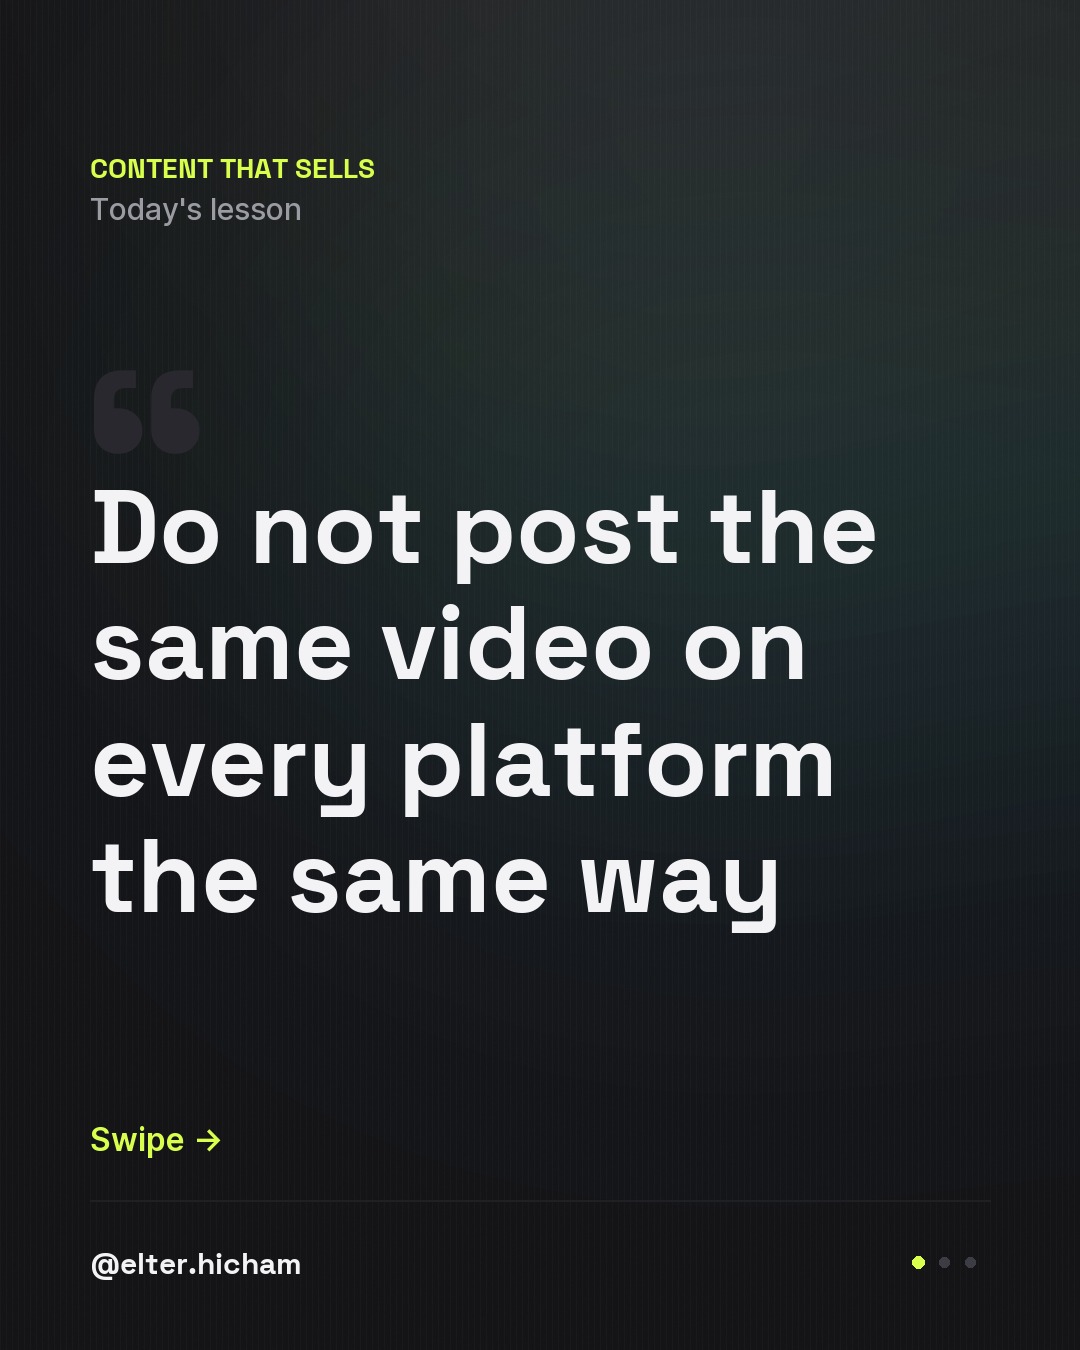 CONTENT THAT SELLS
Today's lesson
“
Do not post the
same video on
every platform
the same way
Swipe →
@elter.hicham